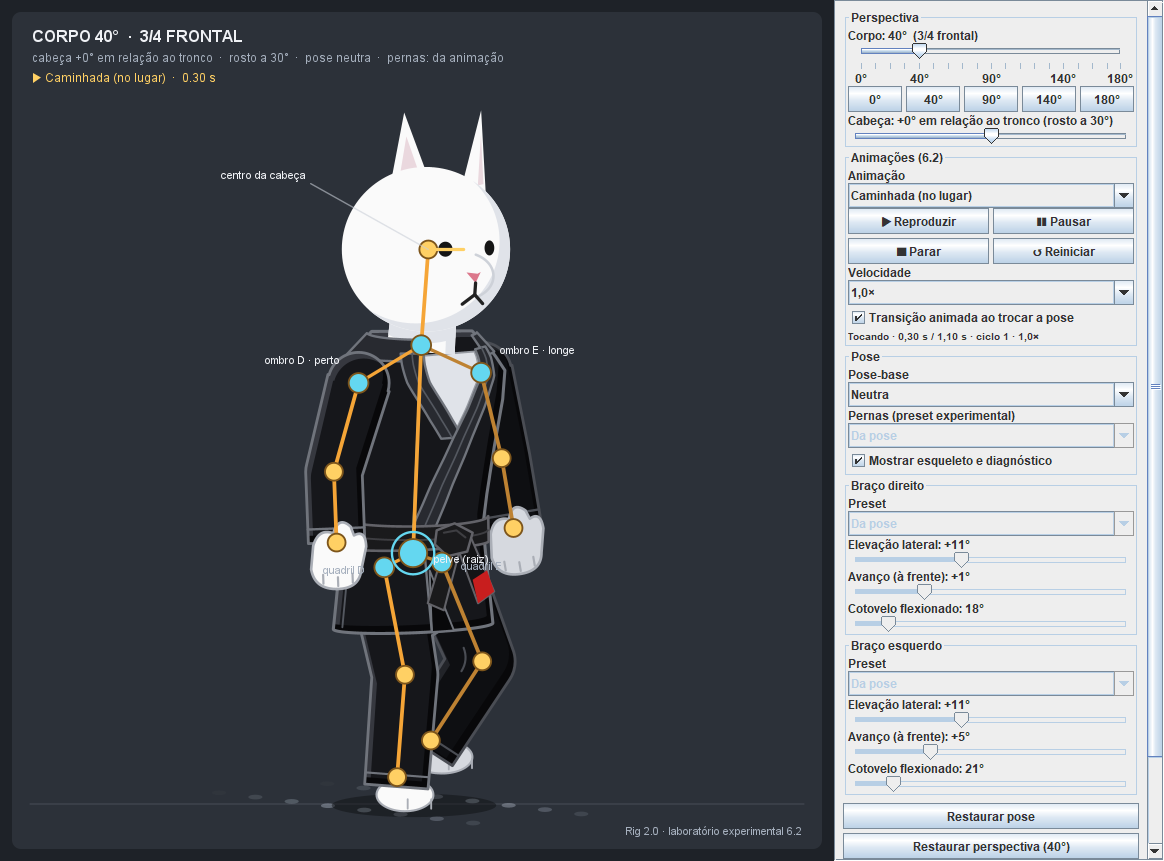 CORPO 40° · 3/4 FRONTAL
cabeça +0° em relação ao tronco · rosto a 30° · pose neutra · pernas: da animação
▶ Caminhada (no lugar) · 0.30 s
centro da cabeça
ombro D · perto
ombro E · longe
pelve (raiz)
quadril
quadril
Rig 2.0 · laboratório experimental 6.2
Perspectiva
Corpo: 40° (3/4 frontal)
0° 40° 90° 140° 180°
0° 40° 90° 140° 180°
Cabeça: +0° em relação ao tronco (rosto a 30°)
Animações (6.2)
Animação
Caminhada (no lugar)
▶ Reproduzir
Pausar
Parar
↺ Reiniciar
Velocidade
1,0×
Transição animada ao trocar a pose
Tocando · 0,30 s / 1,10 s · ciclo 1 · 1,0×
Pose
Pose-base
Neutra
Pernas (preset experimental)
Da pose
Mostrar esqueleto e diagnóstico
Braço direito
Preset
Da pose
Elevação lateral: +11°
Avanço (à frente): +1°
Cotovelo flexionado: 18°
Braço esquerdo
Preset
Da pose
Elevação lateral: +11°
Avanço (à frente): +5°
Cotovelo flexionado: 21°
Restaurar pose
Restaurar perspectiva (40°)